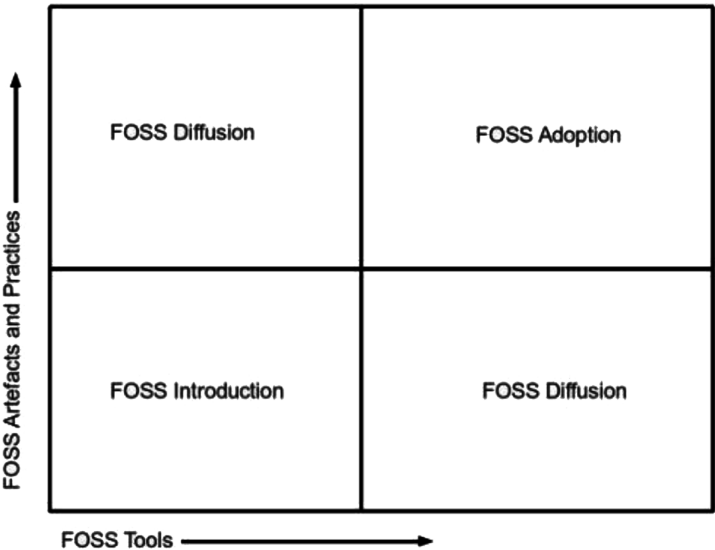 FOSS Diffusion
FOSS Adoption
FOSS Artefacts and Practices
FOSS Introduction
FOSS Diffusion
FOSS Tools